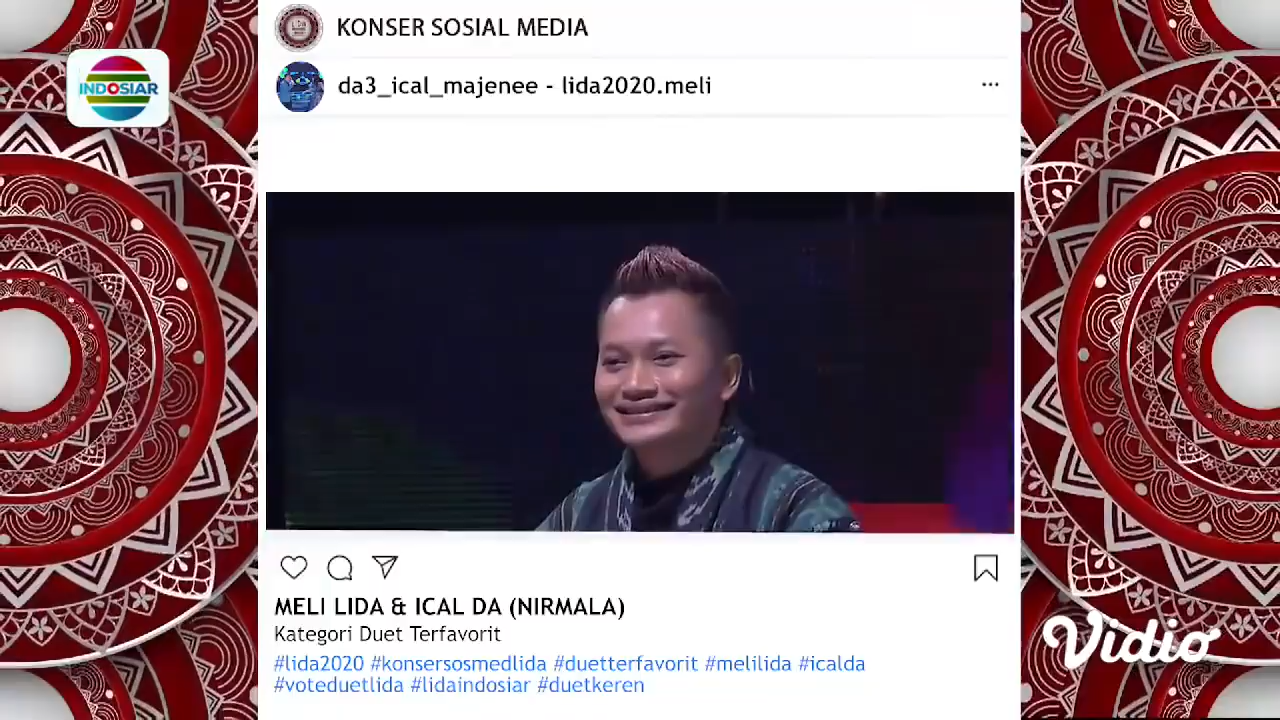 KONSER SOSIAL MEDIA
INDOSIAR
da3_ical_majenee - lida2020.meli
MELI LIDA & ICAL DA (NIRMALA)
Kategori Duet Terfavorit
#lida2020 #konsersosmedlida #duetterfavorit #melilida #icalda
#voteduetlida #lidaindosiar #duetkeren
Vidio